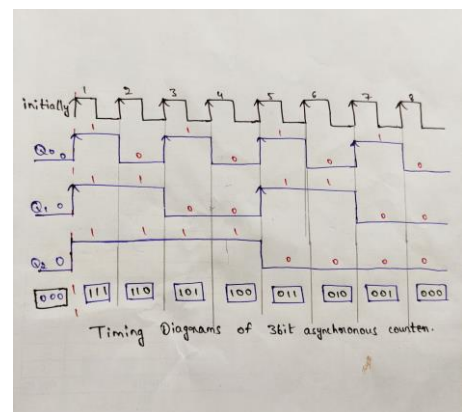 1 2 3 4 5 6 7 8
initially
Q0 0 1 0 1 0 1 0 1 0
Q1 0 1 1 0 0 1 1 0 0
Q2 0 1 1 1 1 0 0 0 0
000 111 110 101 100 011 010 001 000
1
Timing Diagrams of 3bit asynchronous counter.